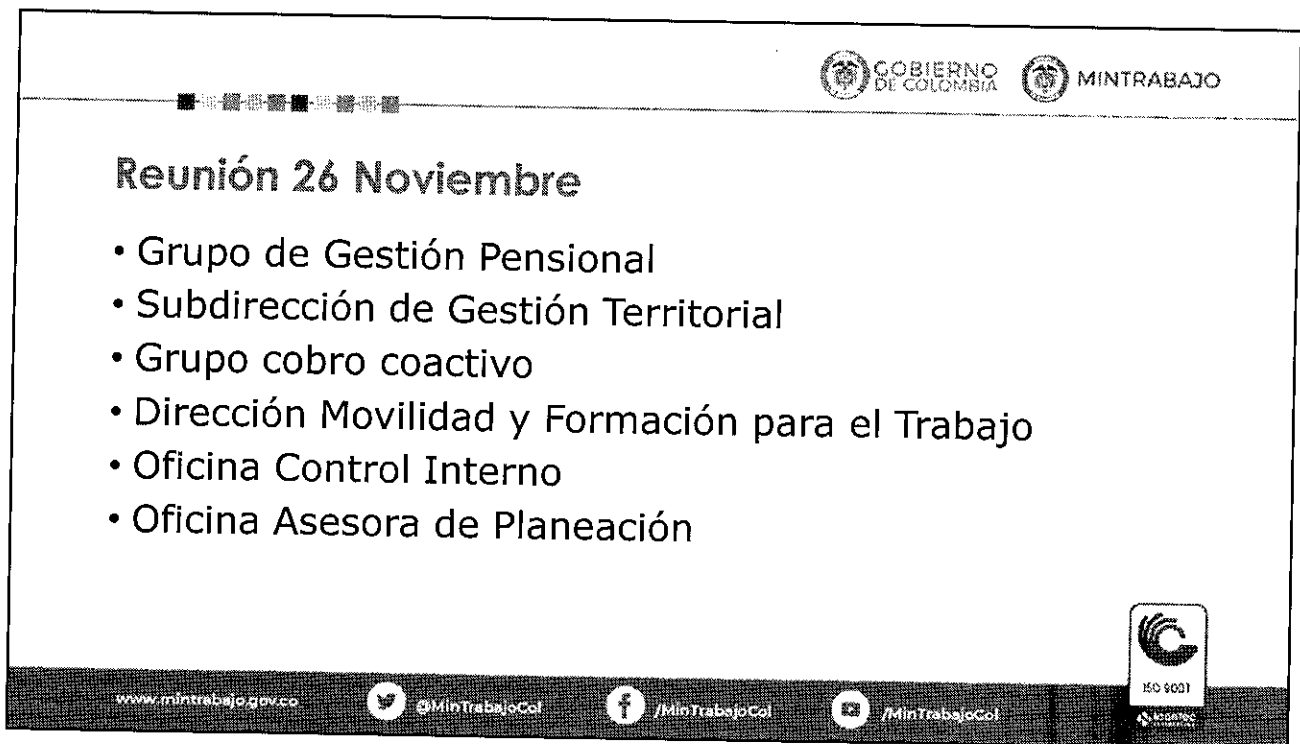 GOBIERNO
DE COLOMBIA
MINTRABAJO
Reunión 26 Noviembre
• Grupo de Gestión Pensional
• Subdirección de Gestión Territorial
• Grupo cobro coactivo
• Dirección Movilidad y Formación para el Trabajo
• Oficina Control Interno
• Oficina Asesora de Planeación
www.mintrabajo.gov.co
@MinTrabajoCol
/MinTrabajoCol
/MinTrabajoCol
ISO 9001
icontec